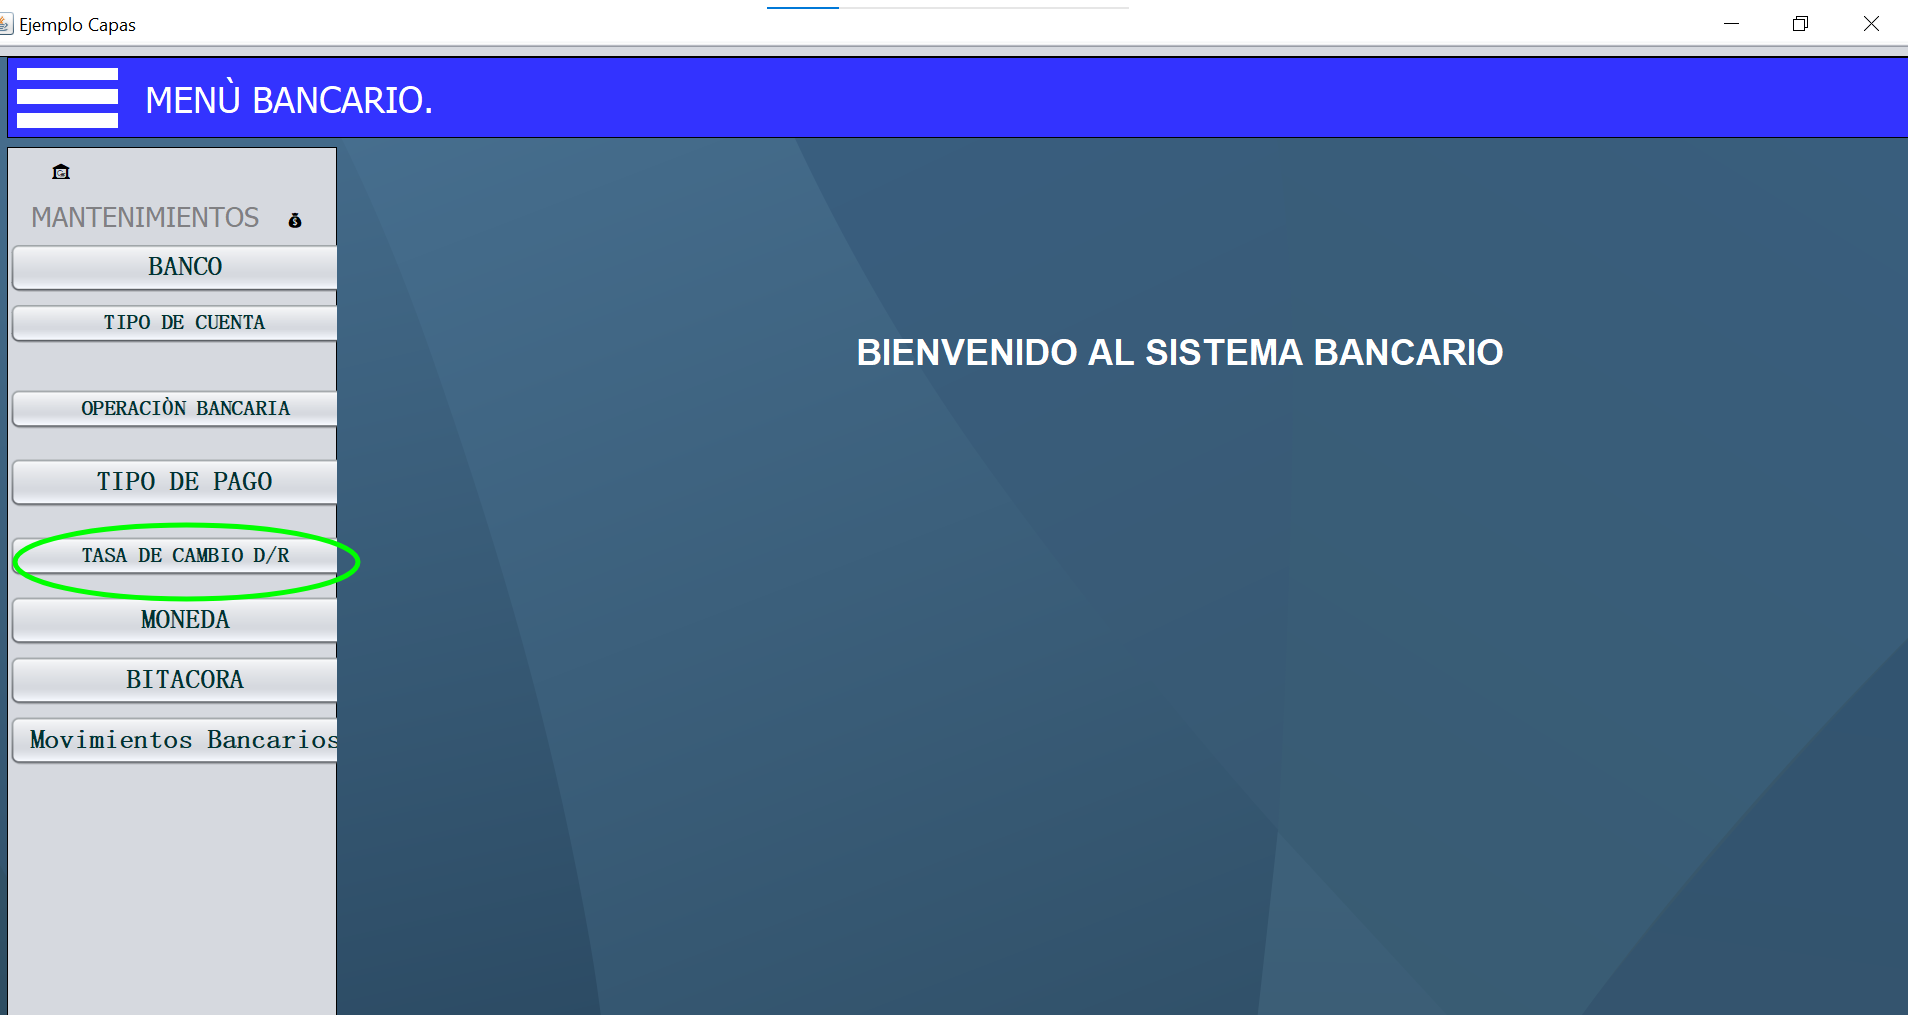 Ejemplo Capas
MENÙ BANCARIO.
MANTENIMIENTOS
BANCO
TIPO DE CUENTA
OPERACIÒN BANCARIA
TIPO DE PAGO
TASA DE CAMBIO D/R
MONEDA
BITACORA
Movimientos Bancarios
BIENVENIDO AL SISTEMA BANCARIO